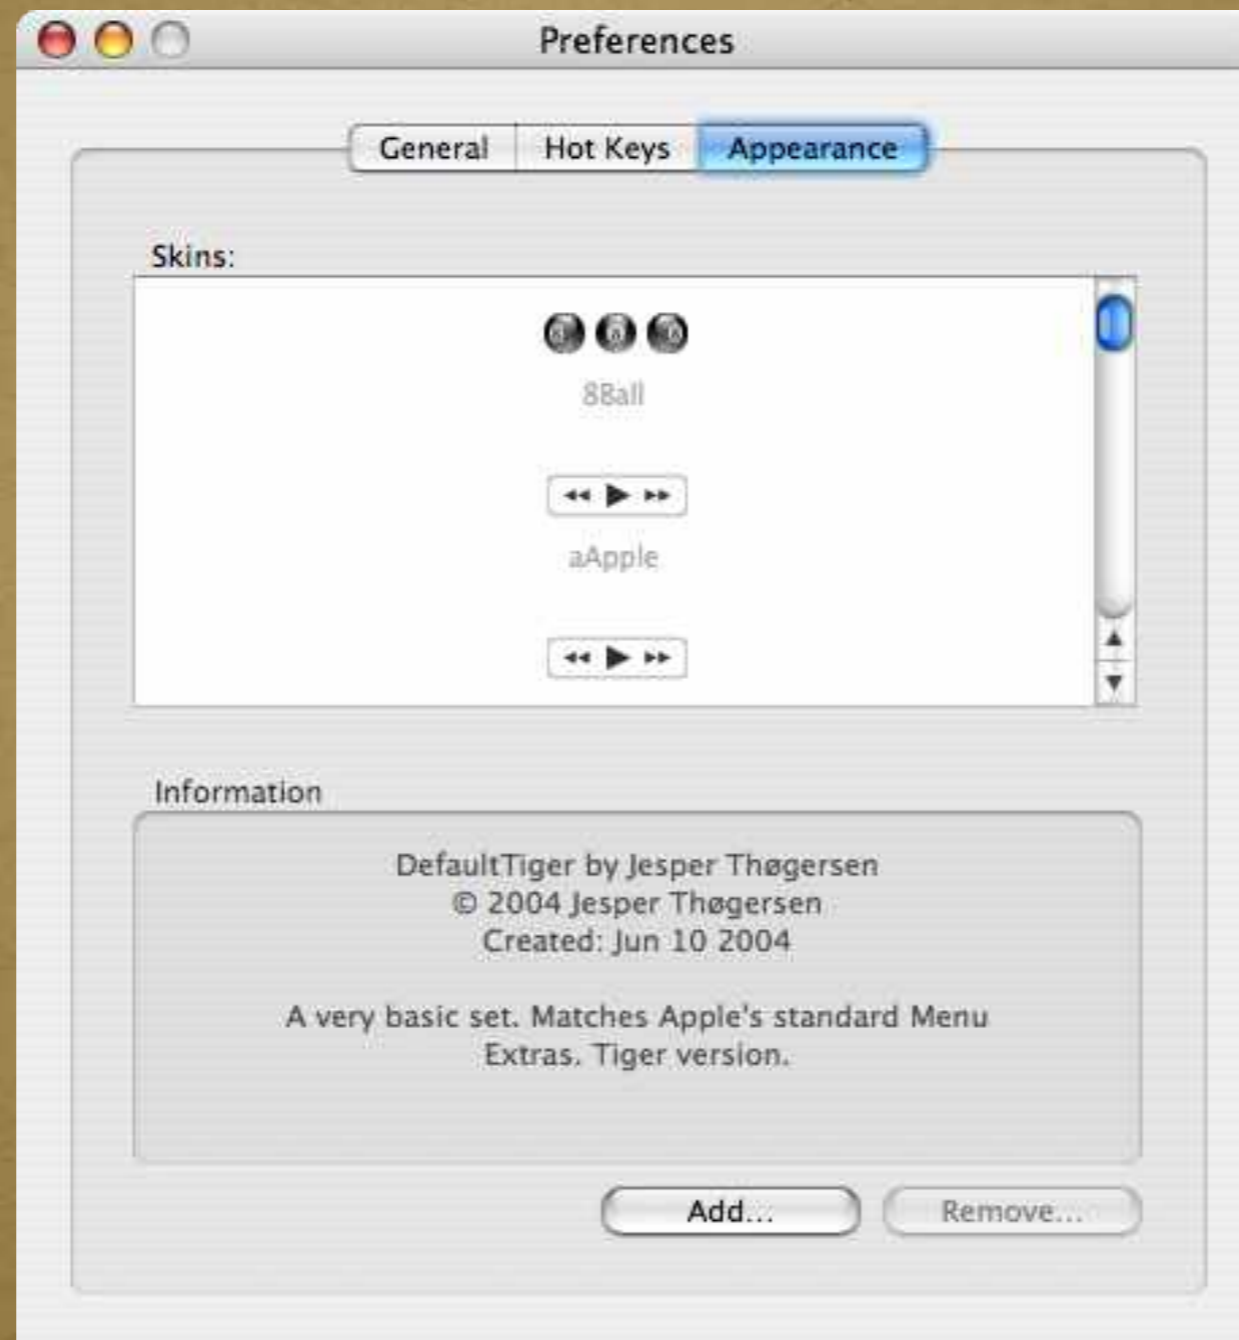 Preferences
General Hot Keys Appearance
Skins:
8Ball
aApple
Information
DefaultTiger by Jesper Thøgersen
© 2004 Jesper Thøgersen
Created: Jun 10 2004
A very basic set. Matches Apple's standard Menu
Extras. Tiger version.
Add... Remove...